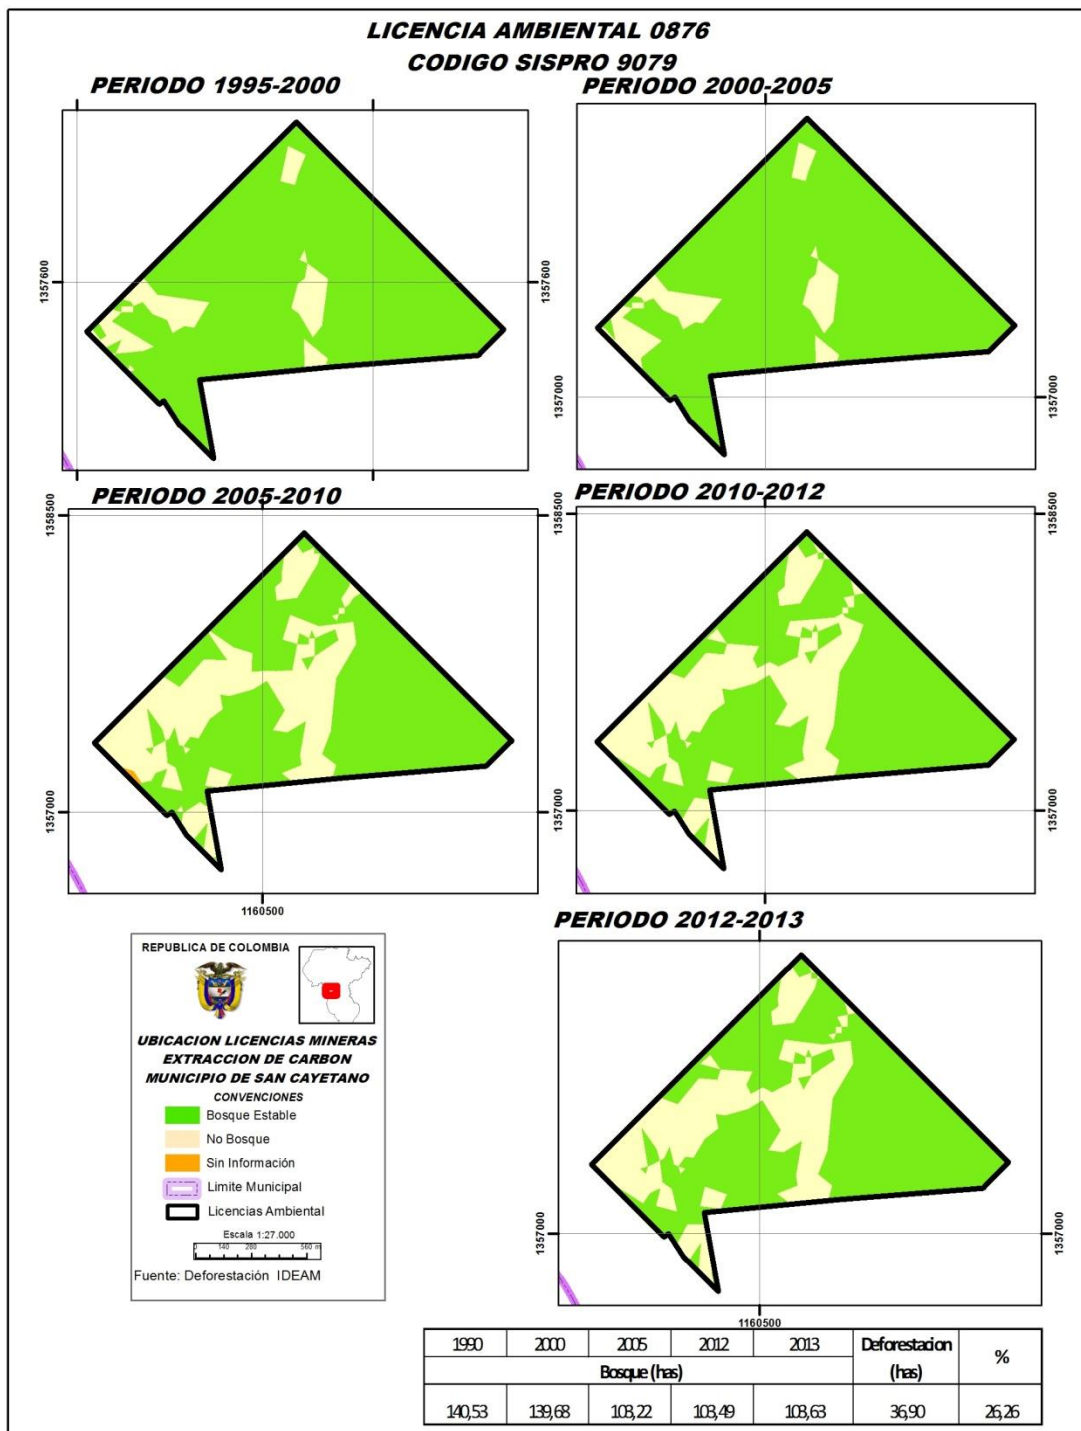 LICENCIA AMBIENTAL 0876
CODIGO SISPRO 9079
PERIODO 1995-2000
PERIODO 2000-2005
1357600
1357600
1357000
1357000
PERIODO 2005-2010
PERIODO 2010-2012
1358500
1358500
1358500
1357000
1357000
1357000
1160500
PERIODO 2012-2013
1357000
1357000
1160500
REPUBLICA DE COLOMBIA
UBICACION LICENCIAS MINERAS
EXTRACCION DE CARBON
MUNICIPIO DE SAN CAYETANO
CONVENCIONES
Bosque Estable
No Bosque
Sin Información
Limite Municipal
Licencias Ambiental
Escala 1:27.000
0 140 280 560 m
Fuente: Deforestación IDEAM
1990 2000 2005 2012 2013 Deforestacion (has) %
Bosque (has)
140,53 139,68 103,22 103,49 103,63 36,90 26,26